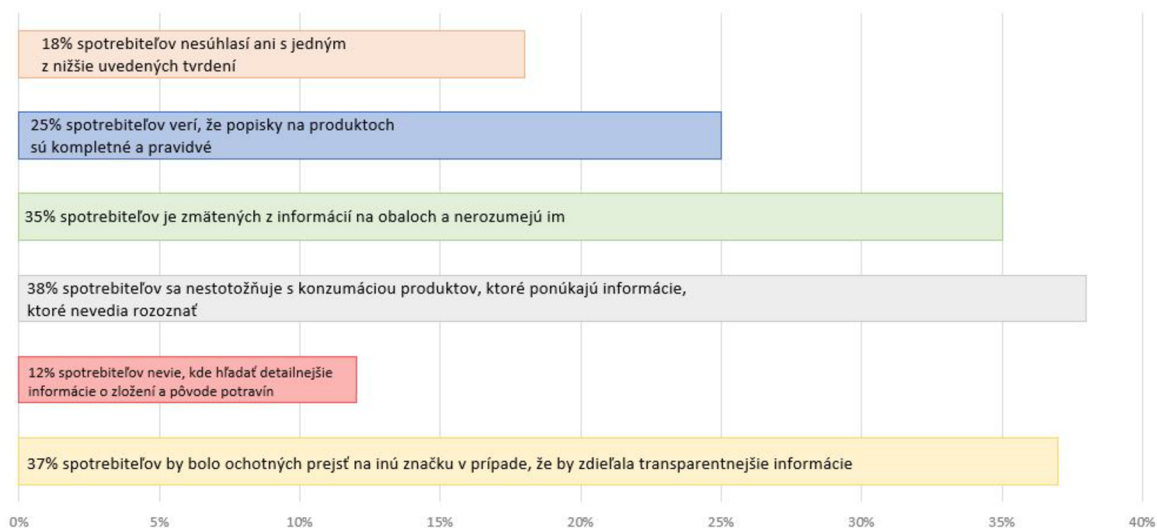 18% spotrebiteľov nesúhlasí ani s jedným
z nižšie uvedených tvrdení
25% spotrebiteľov verí, že popisky na produktoch
sú kompletné a pravidvé
35% spotrebiteľov je zmätených z informácií na obaloch a nerozumejú im
38% spotrebiteľov sa nestotožňuje s konzumáciou produktov, ktoré ponúkajú informácie,
ktoré nevedia rozoznať
12% spotrebiteľov nevie, kde hľadať detailnejšie
informácie o zložení a pôvode potravín
37% spotrebiteľov by bolo ochotných prejsť na inú značku v prípade, že by zdieľala transparentnejšie informácie
0% 5% 10% 15% 20% 25% 30% 35% 40%